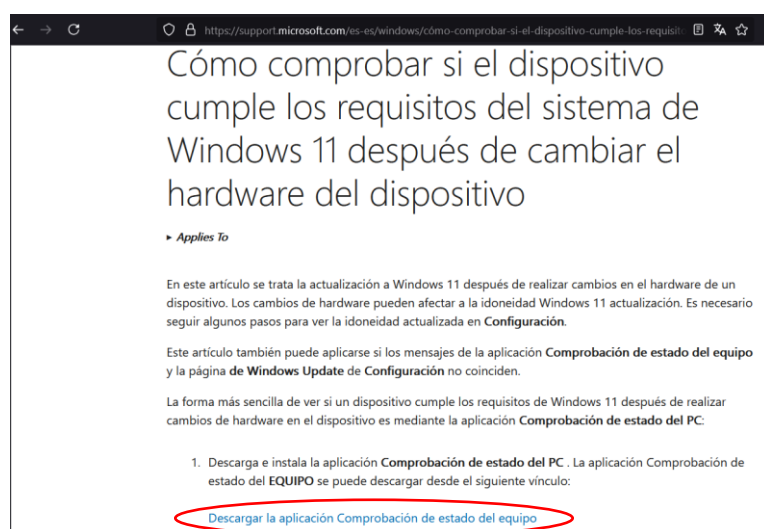 https://support.microsoft.com/es-es/windows/cómo-comprobar-si-el-dispositivo-cumple-los-requisito
Cómo comprobar si el dispositivo
cumple los requisitos del sistema de
Windows 11 después de cambiar el
hardware del dispositivo
▸ Applies To
En este artículo se trata la actualización a Windows 11 después de realizar cambios en el hardware de un
dispositivo. Los cambios de hardware pueden afectar a la idoneidad Windows 11 actualización. Es necesario
seguir algunos pasos para ver la idoneidad actualizada en Configuración.
Este artículo también puede aplicarse si los mensajes de la aplicación Comprobación de estado del equipo
y la página de Windows Update de Configuración no coinciden.
La forma más sencilla de ver si un dispositivo cumple los requisitos de Windows 11 después de realizar
cambios de hardware en el dispositivo es mediante la aplicación Comprobación de estado del PC:
1. Descarga e instala la aplicación Comprobación de estado del PC . La aplicación Comprobación de
estado del EQUIPO se puede descargar desde el siguiente vínculo:
Descargar la aplicación Comprobación de estado del equipo